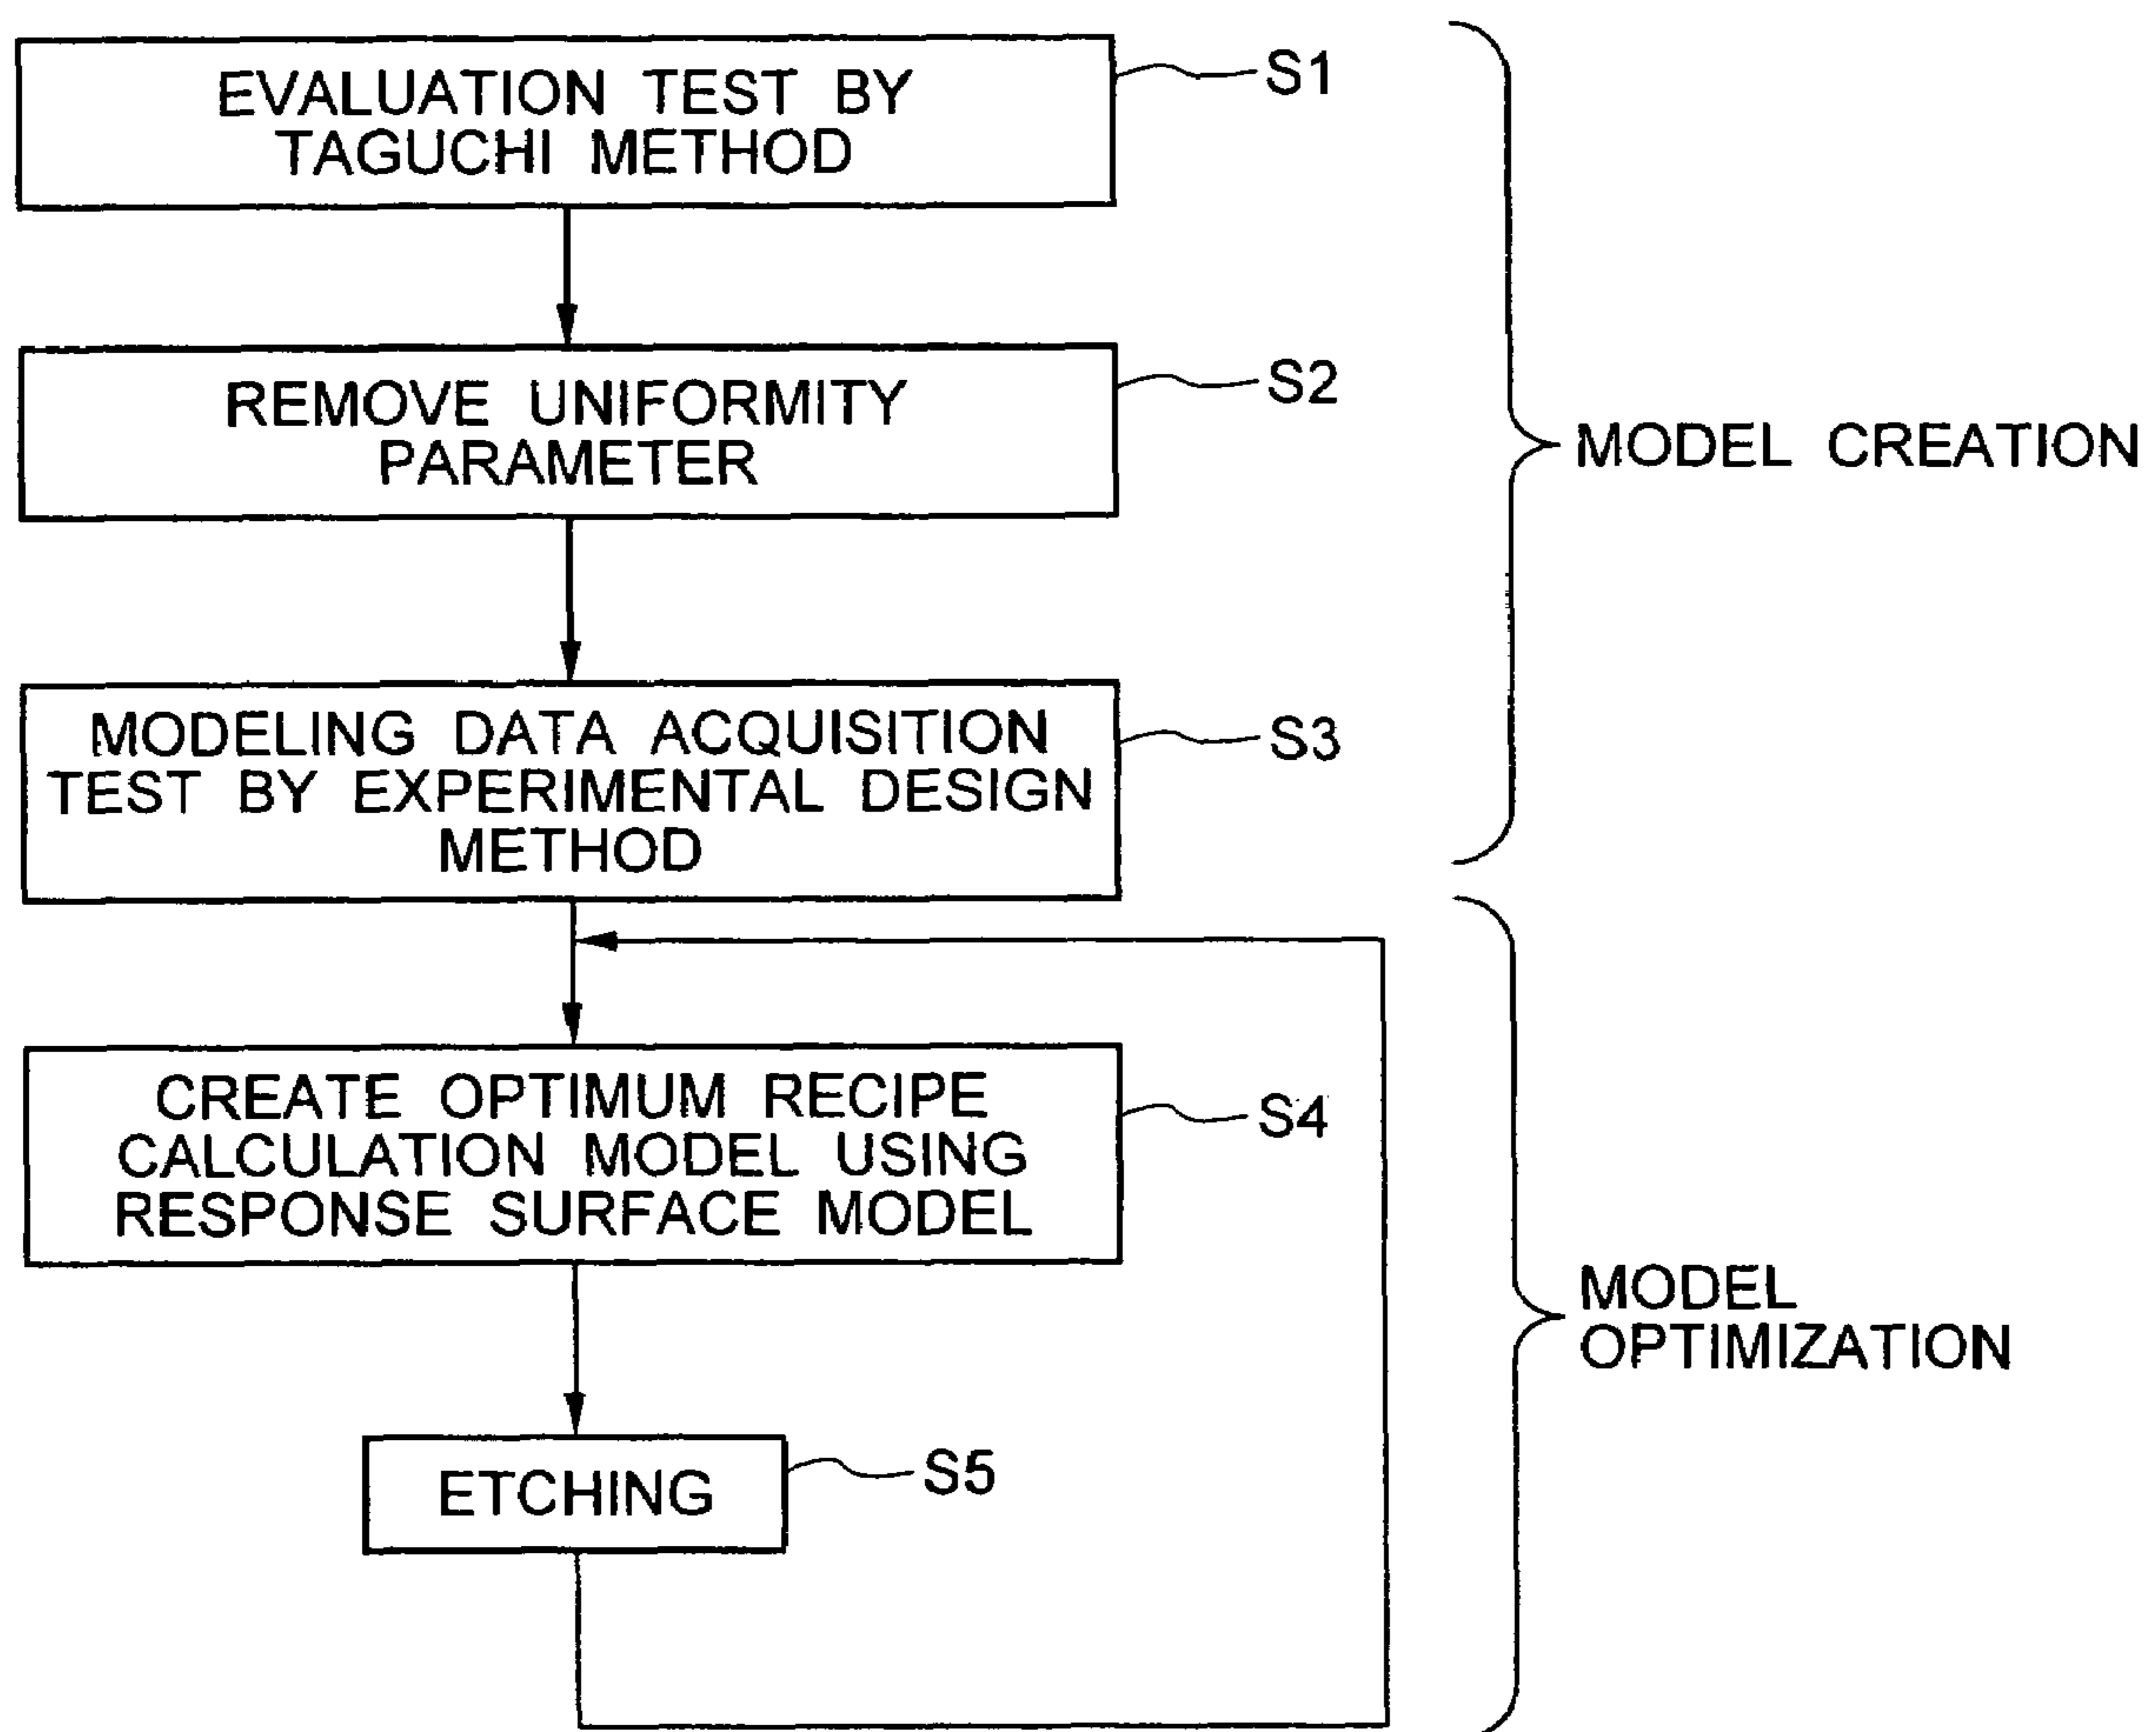 EVALUATION TEST BY
TAGUCHI METHOD
S1
REMOVE UNIFORMITY
PARAMETER
S2
MODEL CREATION
MODELING DATA ACQUISITION
TEST BY EXPERIMENTAL DESIGN
METHOD
S3
CREATE OPTIMUM RECIPE
CALCULATION MODEL USING
RESPONSE SURFACE MODEL
S4
MODEL
OPTIMIZATION
ETCHING
S5